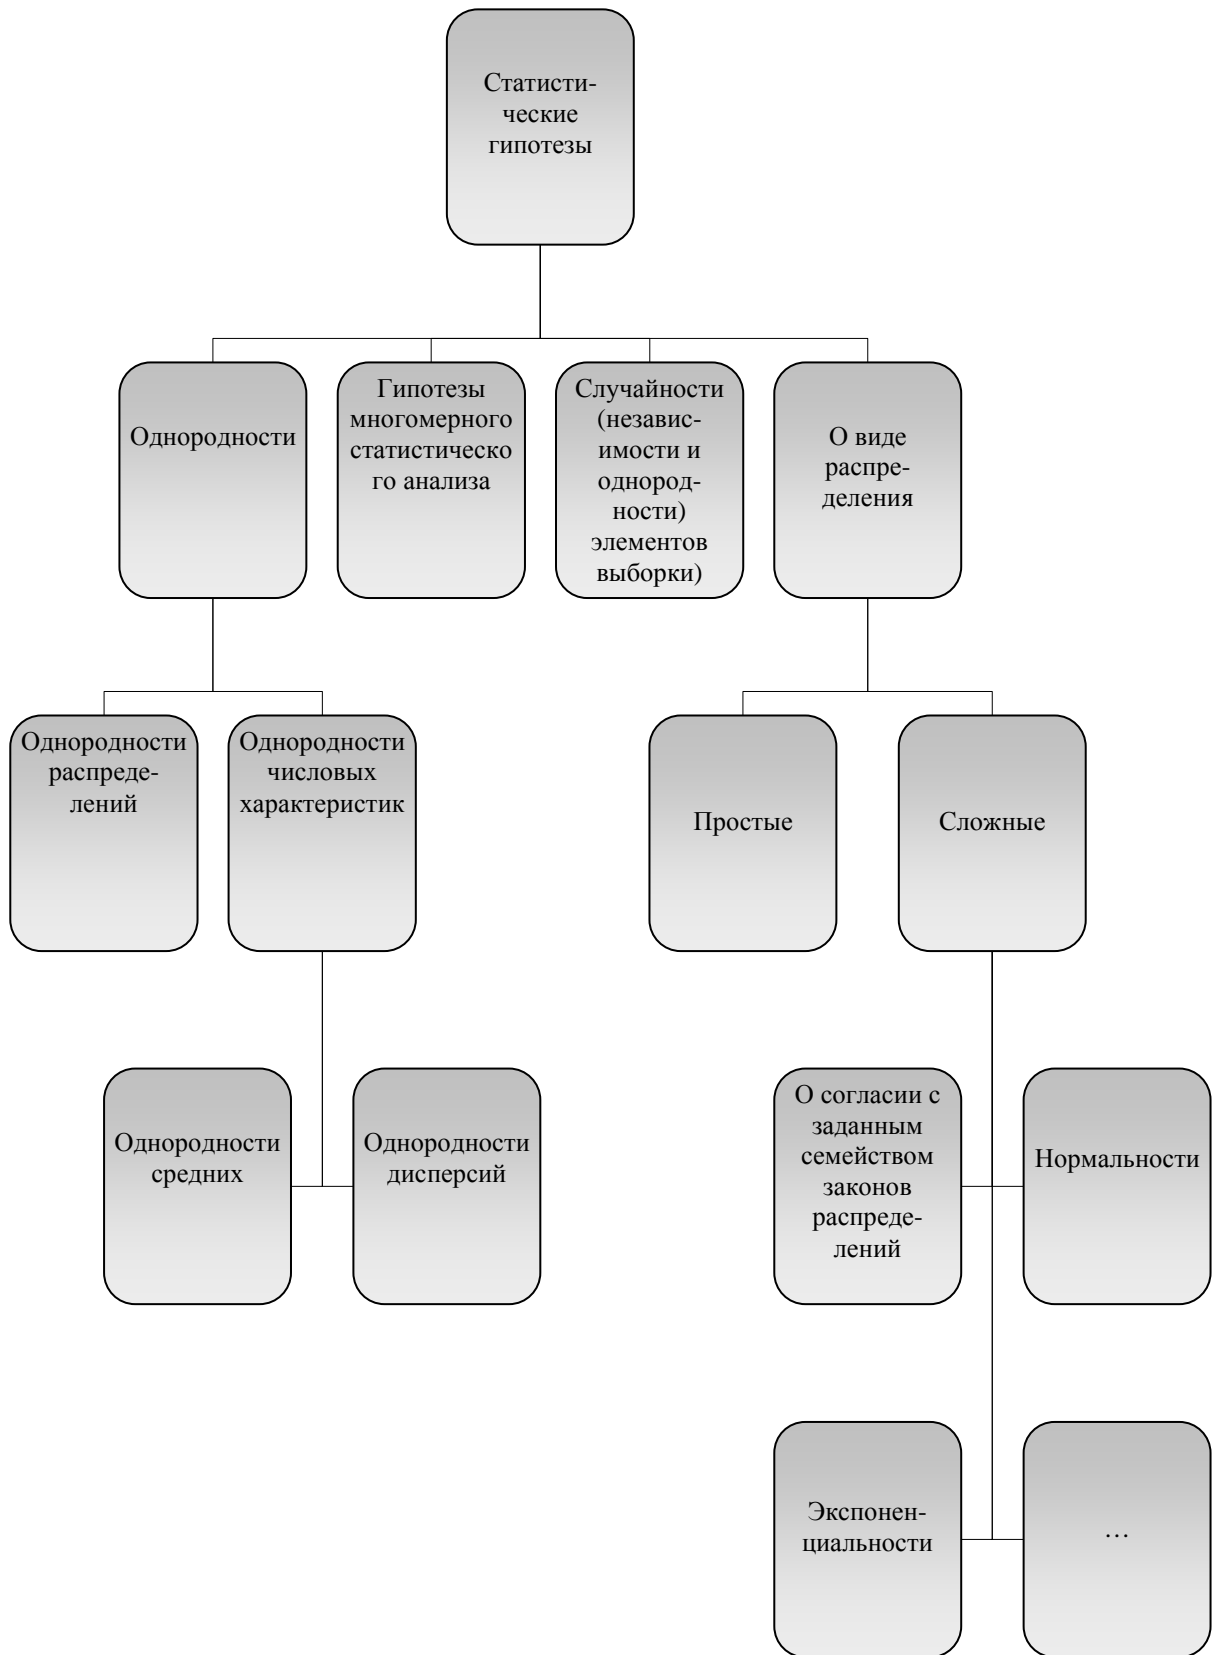 Статисти-
ческие
гипотезы
Однородности
Гипотезы
многомерного
статистическо
го анализа
Случайности
(независ-
имости и
однород-
ности)
элементов
выборки)
О виде
распре-
деления
Однородности
распреде-
лений
Однородности
числовых
характеристик
Простые
Сложные
Однородности
средних
Однородности
дисперсий
О согласии с
заданным
семейством
законов
распреде-
лений
Нормальности
Экспонен-
циальности
…